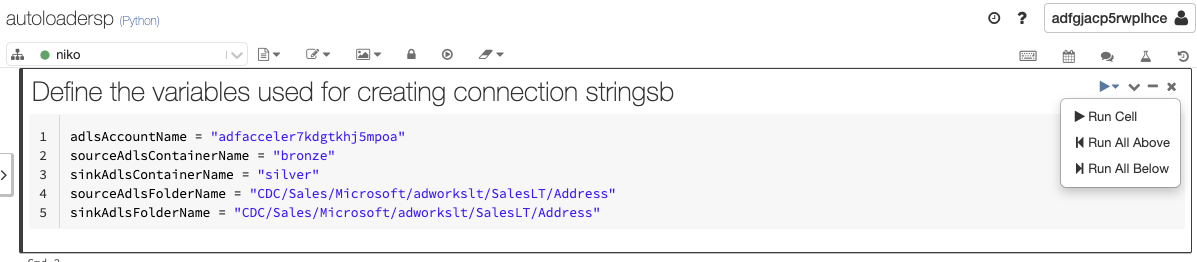 autoloadersp (Python)
? adfgjacp5rwplhce
niko
Define the variables used for creating connection stringsb
1 adlsAccountName = "adfacceler7kdgtkhj5mpoa"
2 sourceAdlsContainerName = "bronze"
3 sinkAdlsContainerName = "silver"
4 sourceAdlsFolderName = "CDC/Sales/Microsoft/adworkslt/SalesLT/Address"
5 sinkAdlsFolderName = "CDC/Sales/Microsoft/adworkslt/SalesLT/Address"
Run Cell
Run All Above
Run All Below